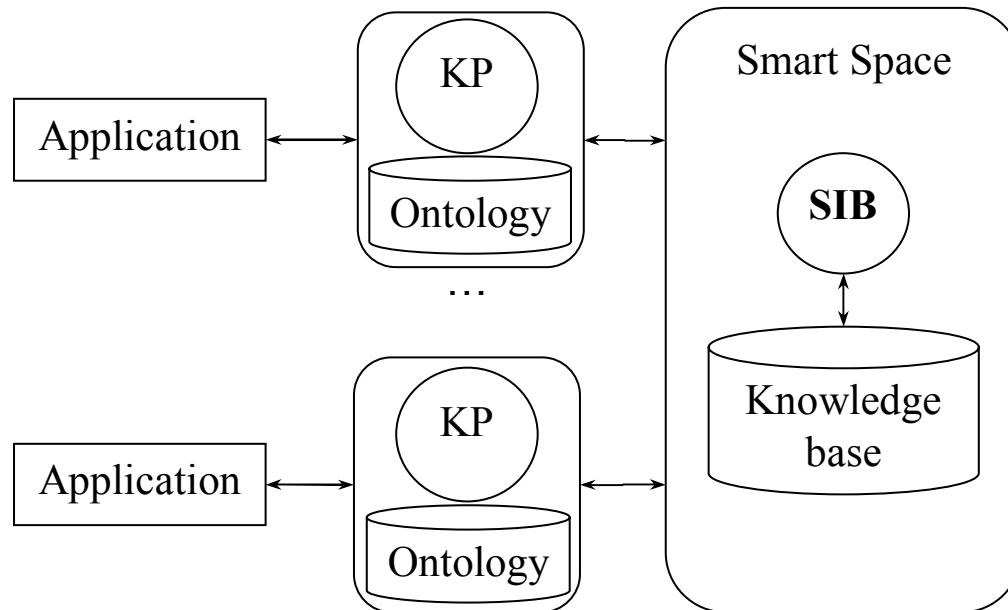 KP
Application
Ontology
...
KP
Application
Ontology
Smart Space
SIB
Knowledge
base